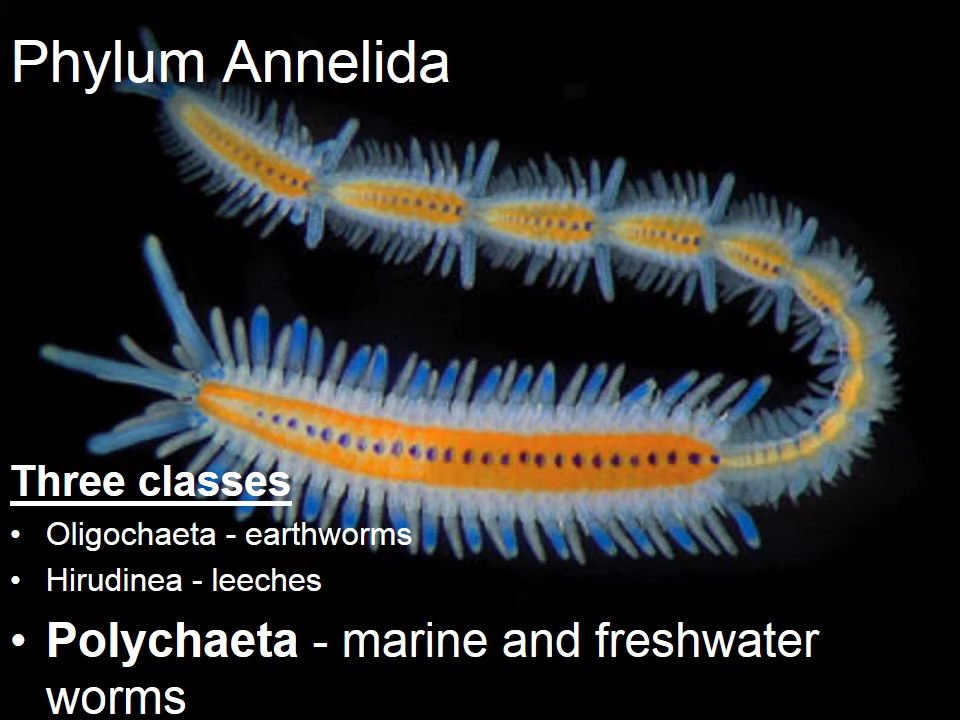 Phylum Annelida
Three classes
• Oligochaeta - earthworms
• Hirudinea - leeches
• Polychaeta - marine and freshwater
worms